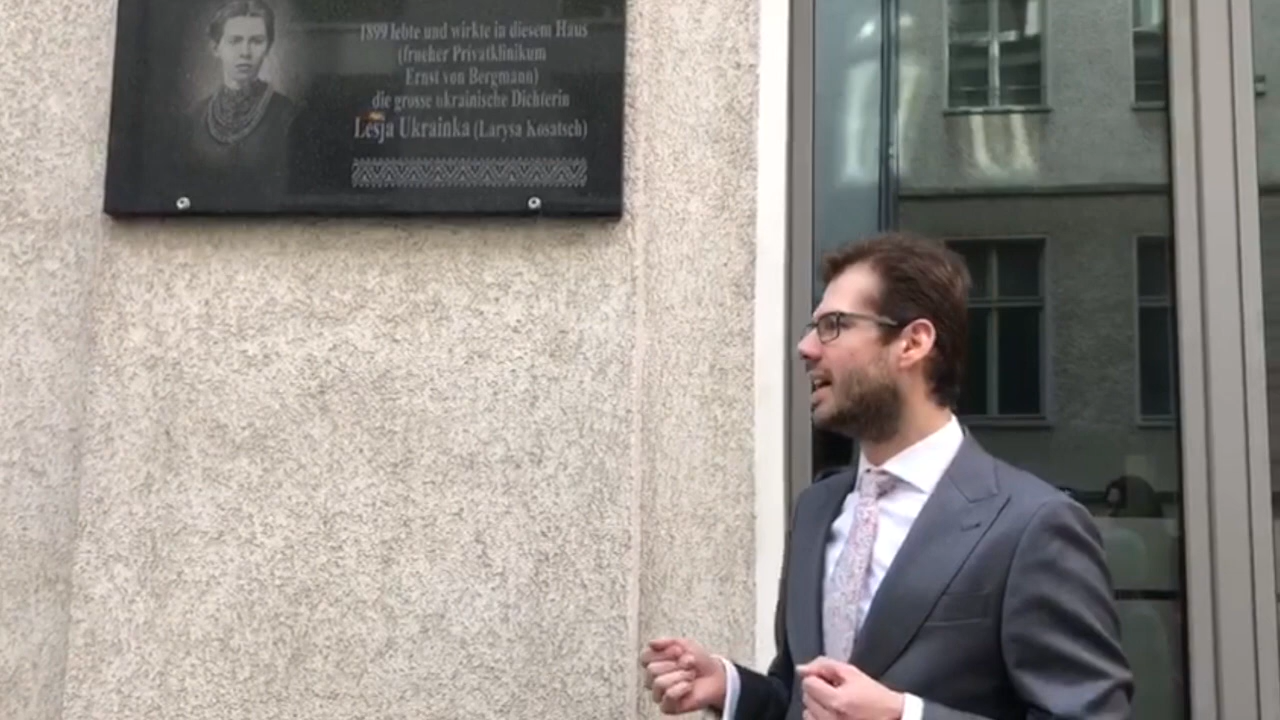 1899 lebte und wirkte in diesem Haus
(frueher Privatklinikum
Ernst von Bergmann)
die grosse ukrainische Dichterin
Lesja Ukrainka (Larysa Kosatsch)